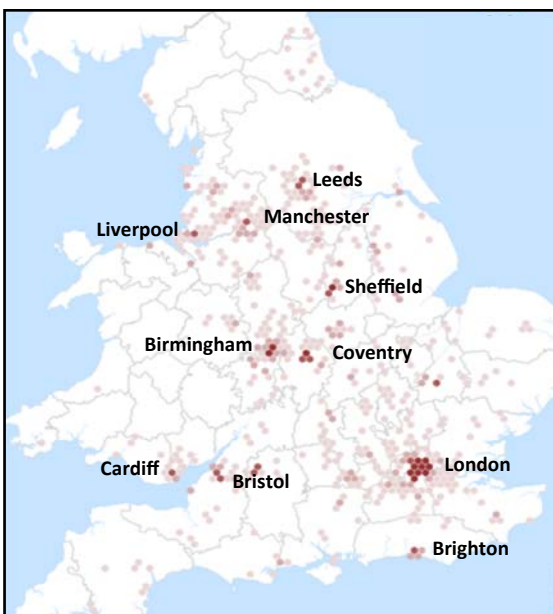 Leeds
Manchester
Liverpool
Sheffield
Birmingham
Coventry
Cardiff
Bristol
London
Brighton